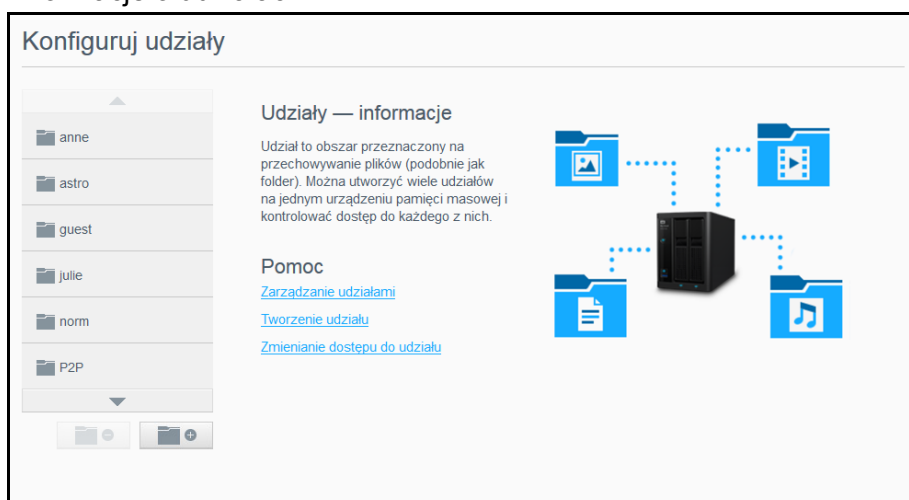 Konfiguruj udziały
anne
astro
guest
julie
norm
P2P
Udziały — informacje
Udział to obszar przeznaczony na
przechowywanie plików (podobnie jak
folder). Można utworzyć wiele udziałów
na jednym urządzeniu pamięci masowej i
kontrolować dostęp do każdego z nich.
Pomoc
Zarządzanie udziałami
Tworzenie udziału
Zmienianie dostępu do udziału